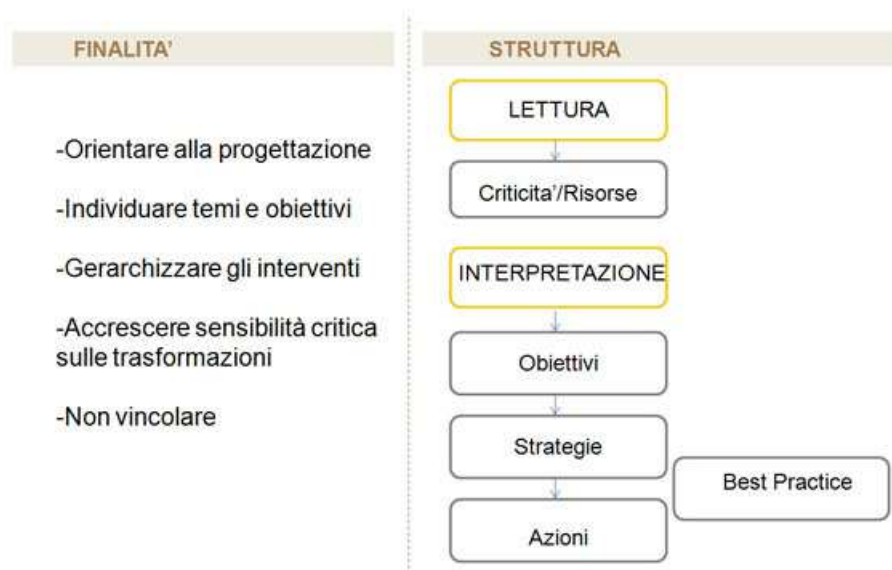 FINALITA'
-Orientare alla progettazione
-Individuare temi e obiettivi
-Gerarchizzare gli interventi
-Accrescere sensibilità critica
sulle trasformazioni
-Non vincolare
STRUTTURA
LETTURA
Criticita'/Risorse
INTERPRETAZIONE
Obiettivi
Strategie
Best Practice
Azioni